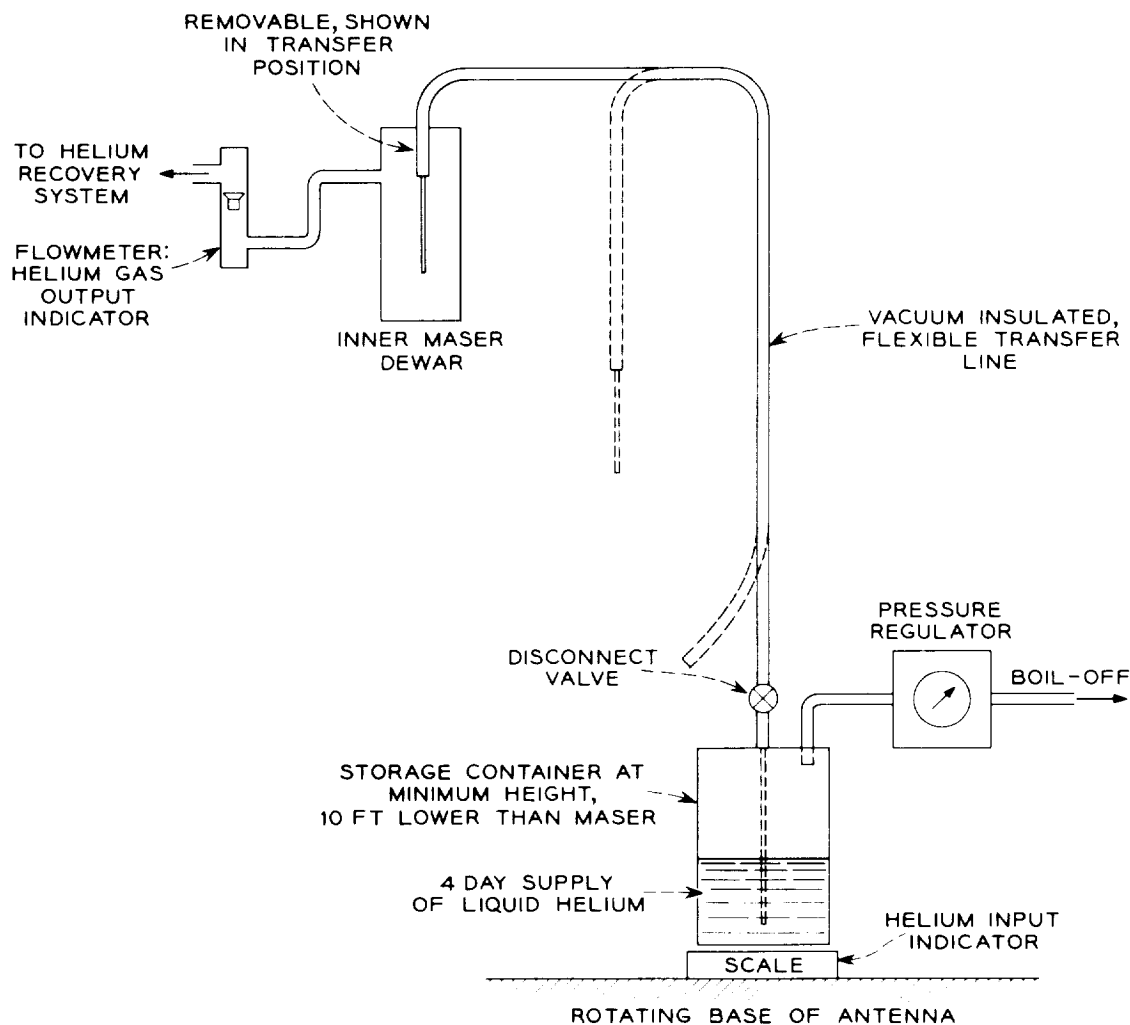 REMOVABLE, SHOWN
IN TRANSFER
POSITION
TO HELIUM
RECOVERY
SYSTEM
FLOWMETER:
HELIUM GAS
OUTPUT
INDICATOR
INNER MASER
DEWAR
VACUUM INSULATED,
FLEXIBLE TRANSFER
LINE
PRESSURE
REGULATOR
DISCONNECT
VALVE
BOIL-OFF
STORAGE CONTAINER AT
MINIMUM HEIGHT,
10 FT LOWER THAN MASER
4 DAY SUPPLY
OF LIQUID HELIUM
HELIUM INPUT
INDICATOR
SCALE
ROTATING BASE OF ANTENNA